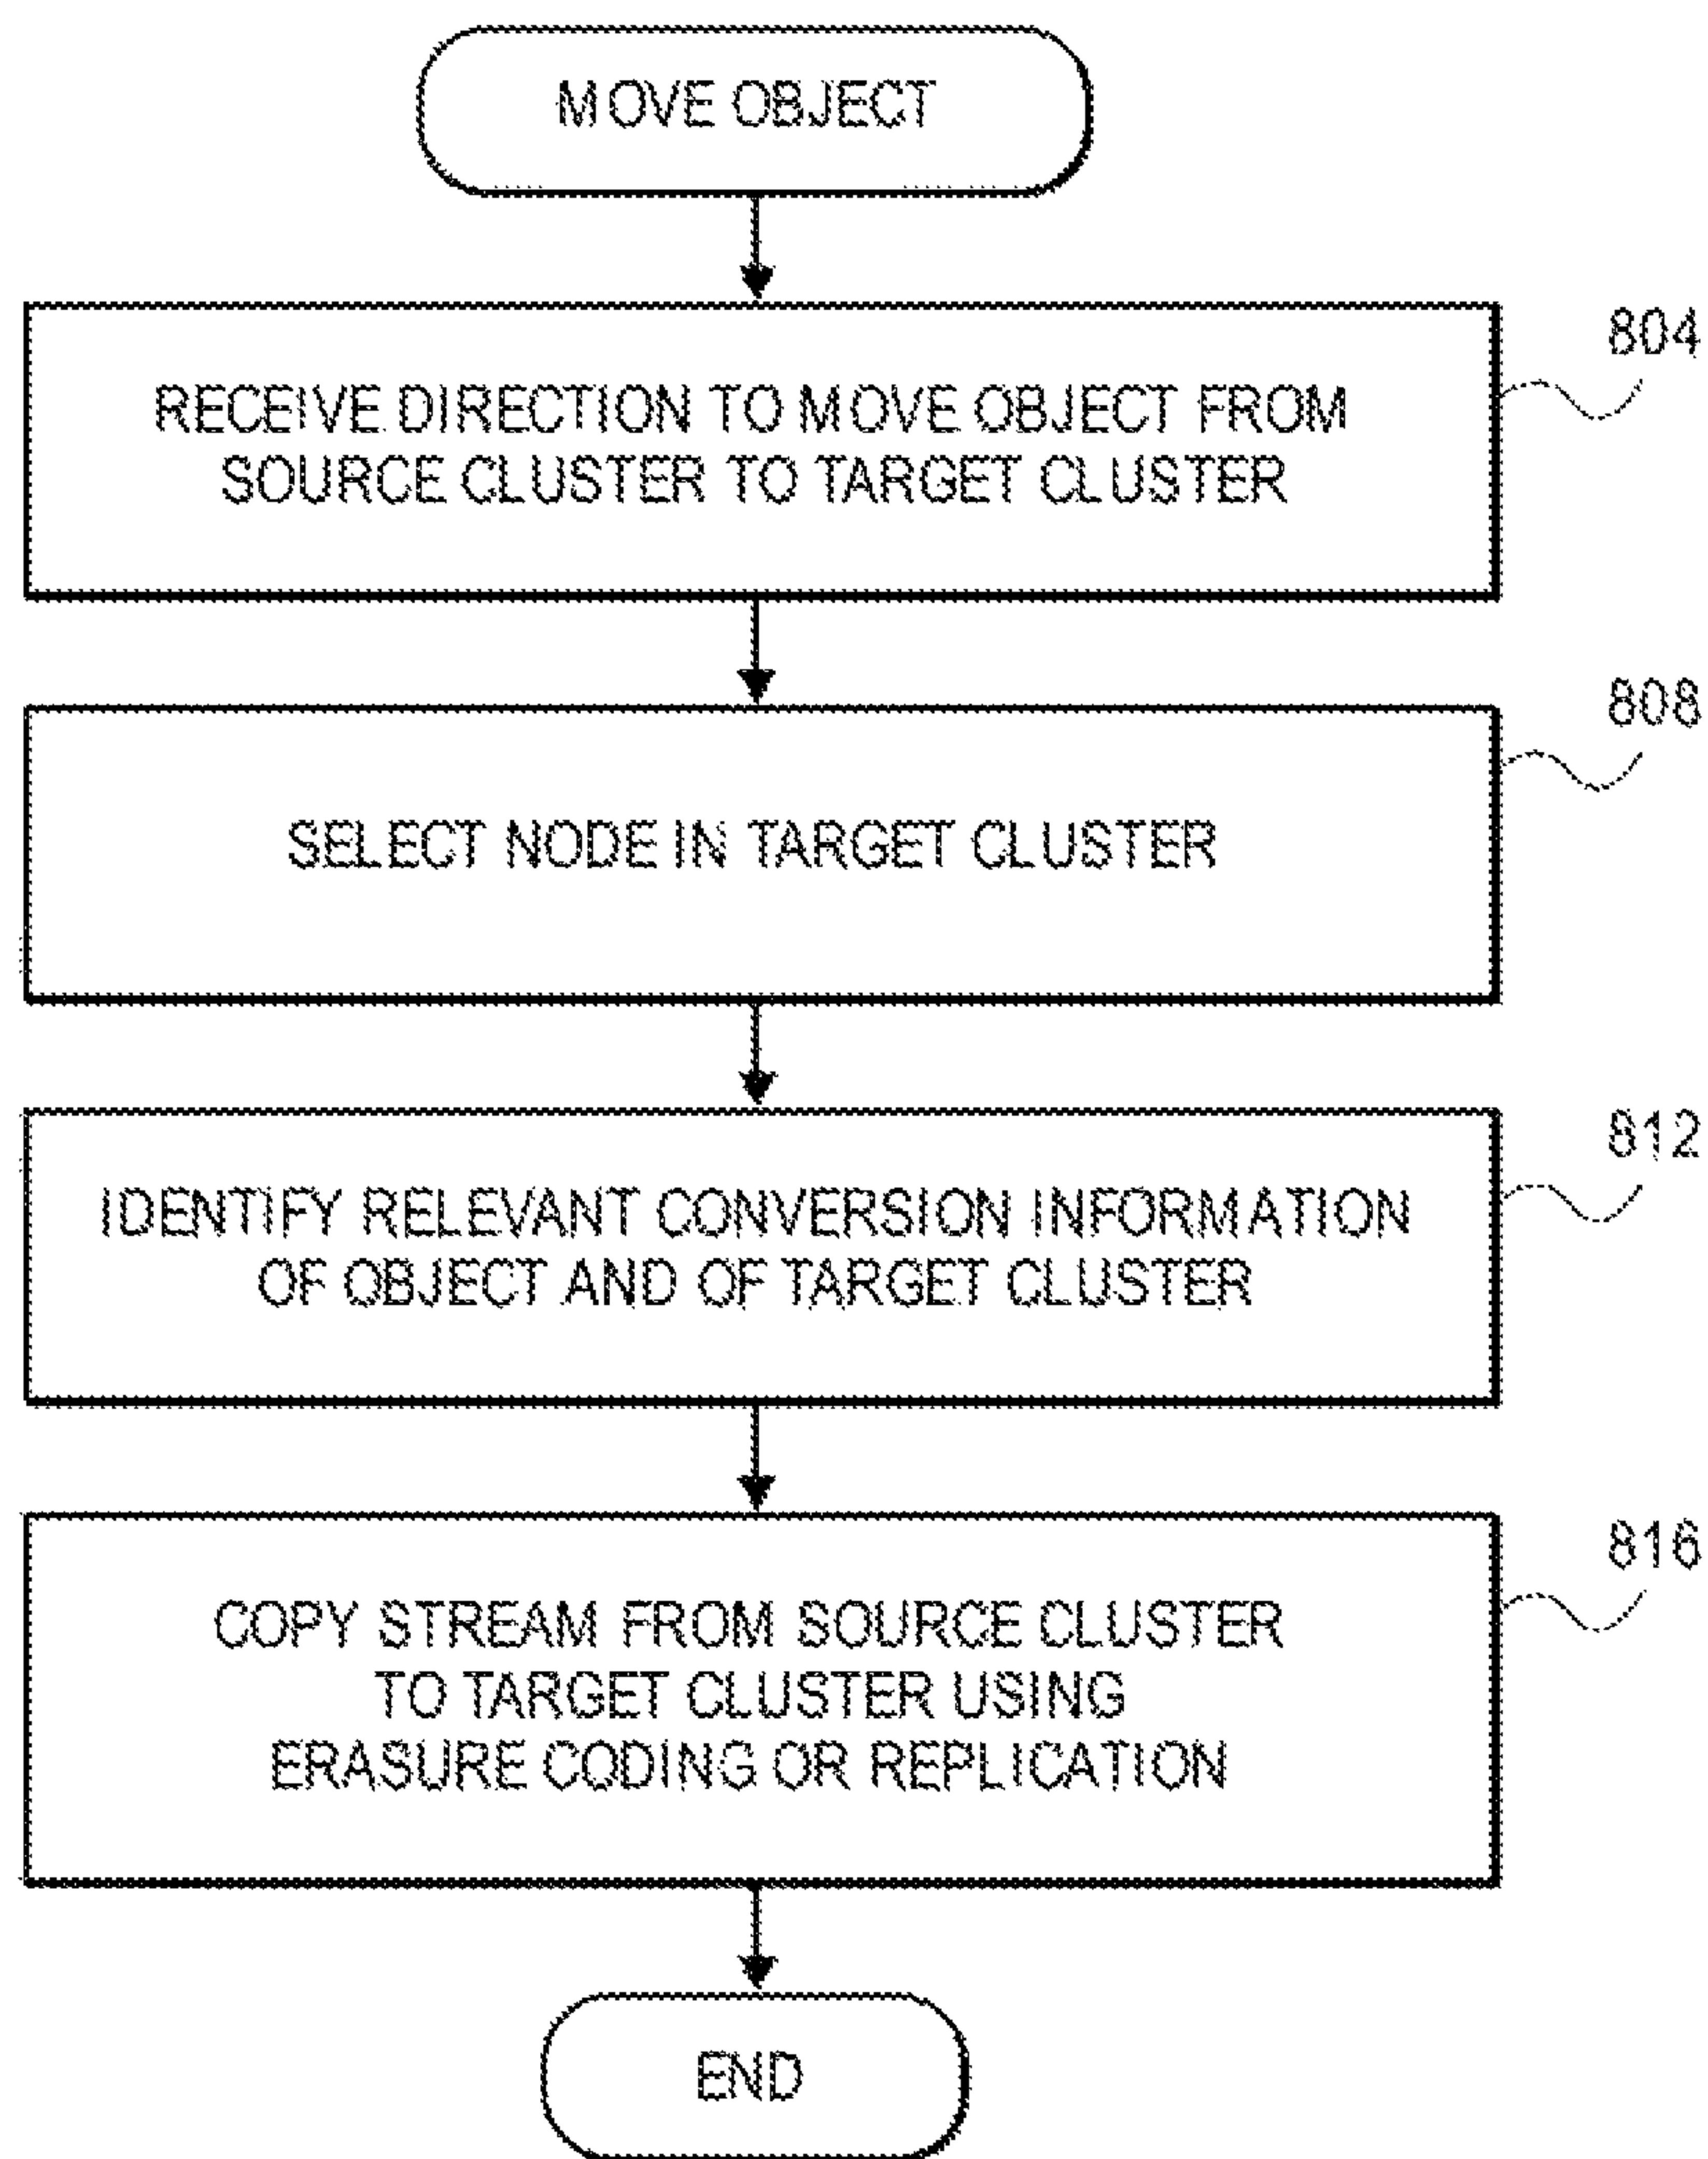 MOVE OBJECT
804
RECEIVE DIRECTION TO MOVE OBJECT FROM
SOURCE CLUSTER TO TARGET CLUSTER
808
SELECT NODE IN TARGET CLUSTER
812
IDENTIFY RELEVANT CONVERSION INFORMATION
OF OBJECT AND OF TARGET CLUSTER
816
COPY STREAM FROM SOURCE CLUSTER
TO TARGET CLUSTER USING
ERASURE CODING OR REPLICATION
END